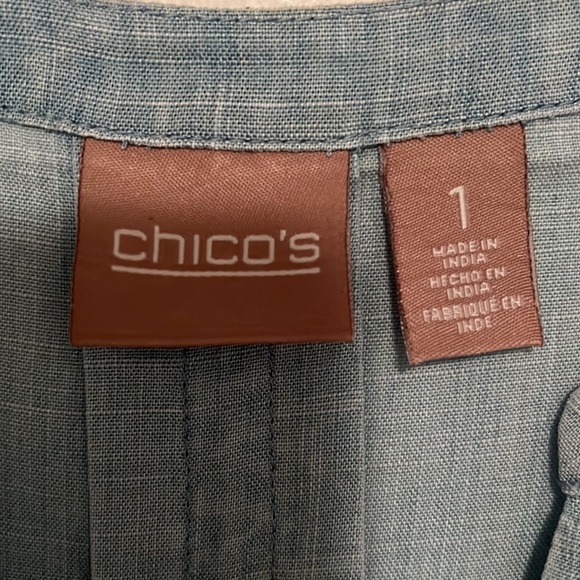 chico's
1
MADE IN
INDIA
HECHO EN
INDIA
FABRIQUÉ EN
INDE